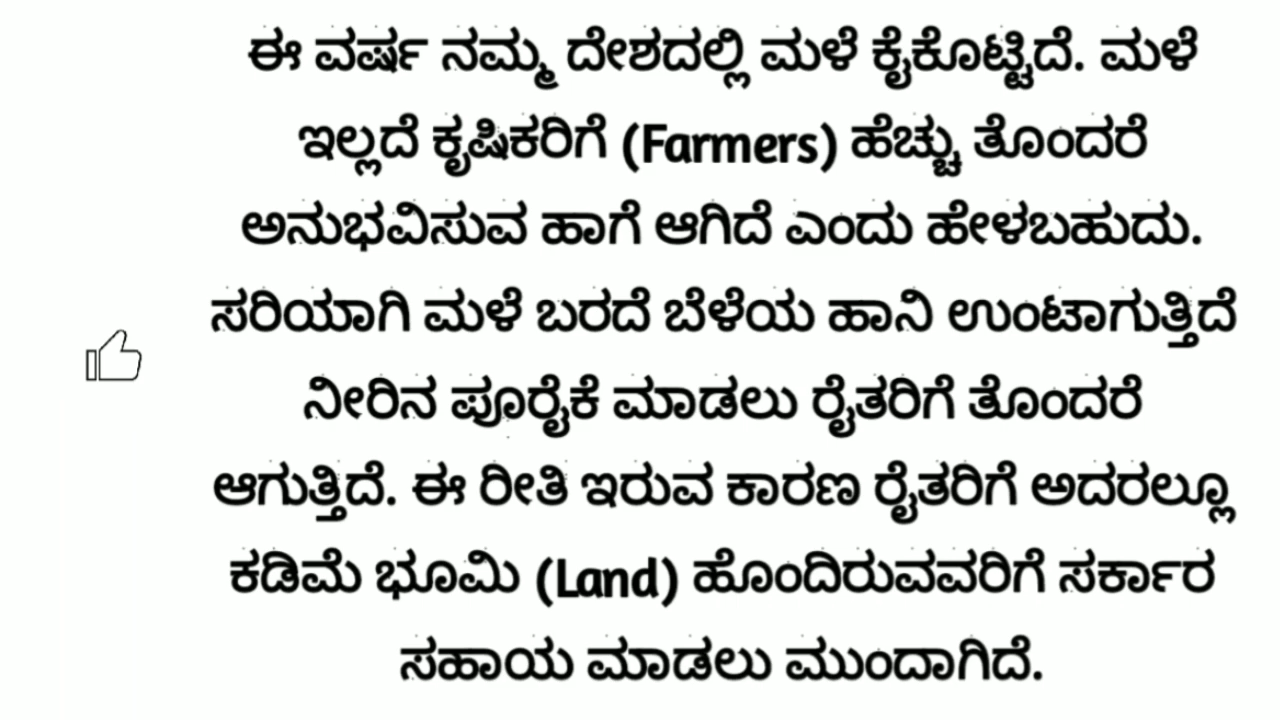 ಈ ವರ್ಷ ನಮ್ಮ ದೇಶದಲ್ಲಿ ಮಳೆ ಕೈಕೊಟ್ಟಿದೆ. ಮಳೆ
ಇಲ್ಲದೆ ಕೃಷಿಕರಿಗೆ (Farmers) ಹೆಚ್ಚು ತೊಂದರೆ
ಅನುಭವಿಸುವ ಹಾಗೆ ಆಗಿದೆ ಎಂದು ಹೇಳಬಹುದು.
ಸರಿಯಾಗಿ ಮಳೆ ಬರದೆ ಬೆಳೆಯ ಹಾನಿ ಉಂಟಾಗುತ್ತಿದೆ
ನೀರಿನ ಪೂರೈಕೆ ಮಾಡಲು ರೈತರಿಗೆ ತೊಂದರೆ
ಆಗುತ್ತಿದೆ. ಈ ರೀತಿ ಇರುವ ಕಾರಣ ರೈತರಿಗೆ ಅದರಲ್ಲೂ
ಕಡಿಮೆ ಭೂಮಿ (Land) ಹೊಂದಿರುವವರಿಗೆ ಸರ್ಕಾರ
ಸಹಾಯ ಮಾಡಲು ಮುಂದಾಗಿದೆ.